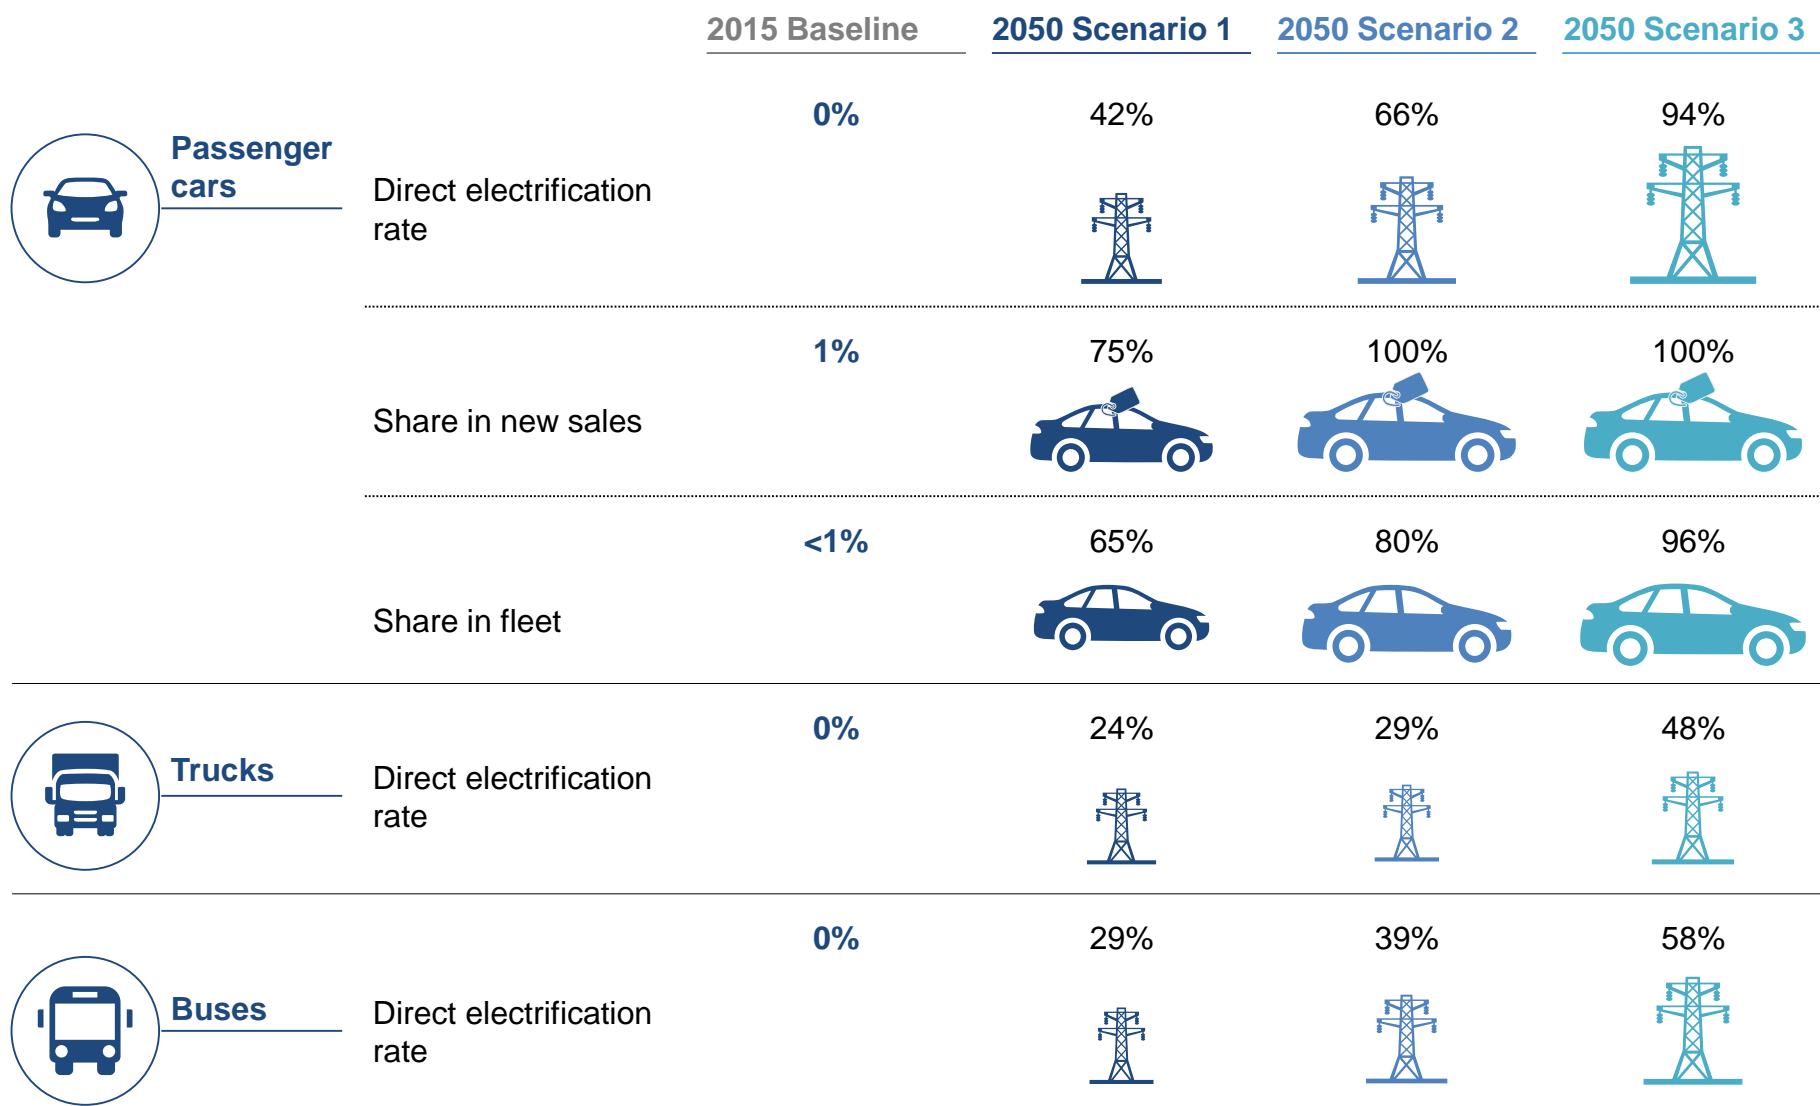 2015 Baseline 2050 Scenario 1 2050 Scenario 2 2050 Scenario 3
0% 42% 66% 94%
Passenger
cars
Direct electrification
rate
1% 75% 100% 100%
Share in new sales
<1% 65% 80% 96%
Share in fleet
0% 24% 29% 48%
Trucks
Direct electrification
rate
0% 29% 39% 58%
Buses
Direct electrification
rate